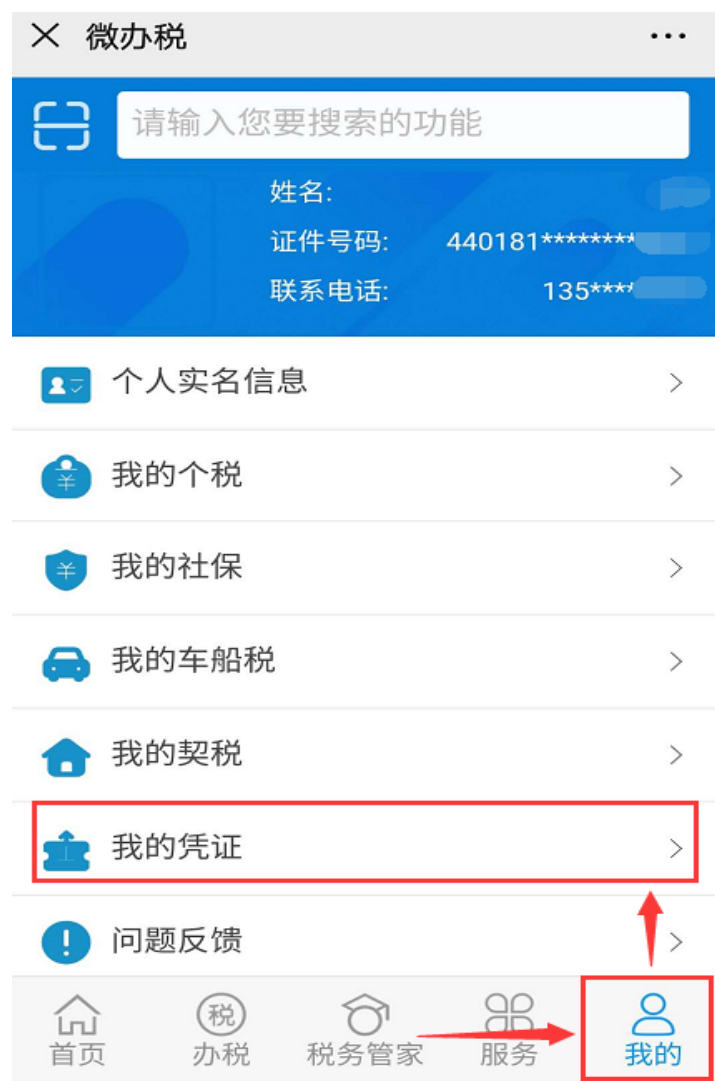 微办税
请输入您要搜索的功能
姓名:
证件号码: 440181********
联系电话: 135****
个人实名信息
我的个税
我的社保
我的车船税
我的契税
我的凭证
问题反馈
税
首页 办税 税务管家 服务 我的